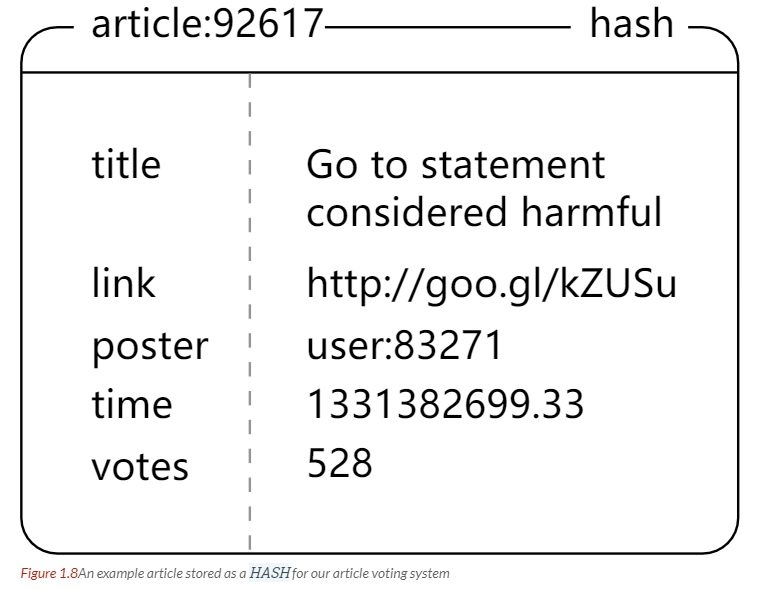 article:92617 hash
title Go to statement
considered harmful
link http://goo.gl/kZUSu
poster user:83271
time 1331382699.33
votes 528
Figure 1.8An example article stored as a HASH for our article voting system